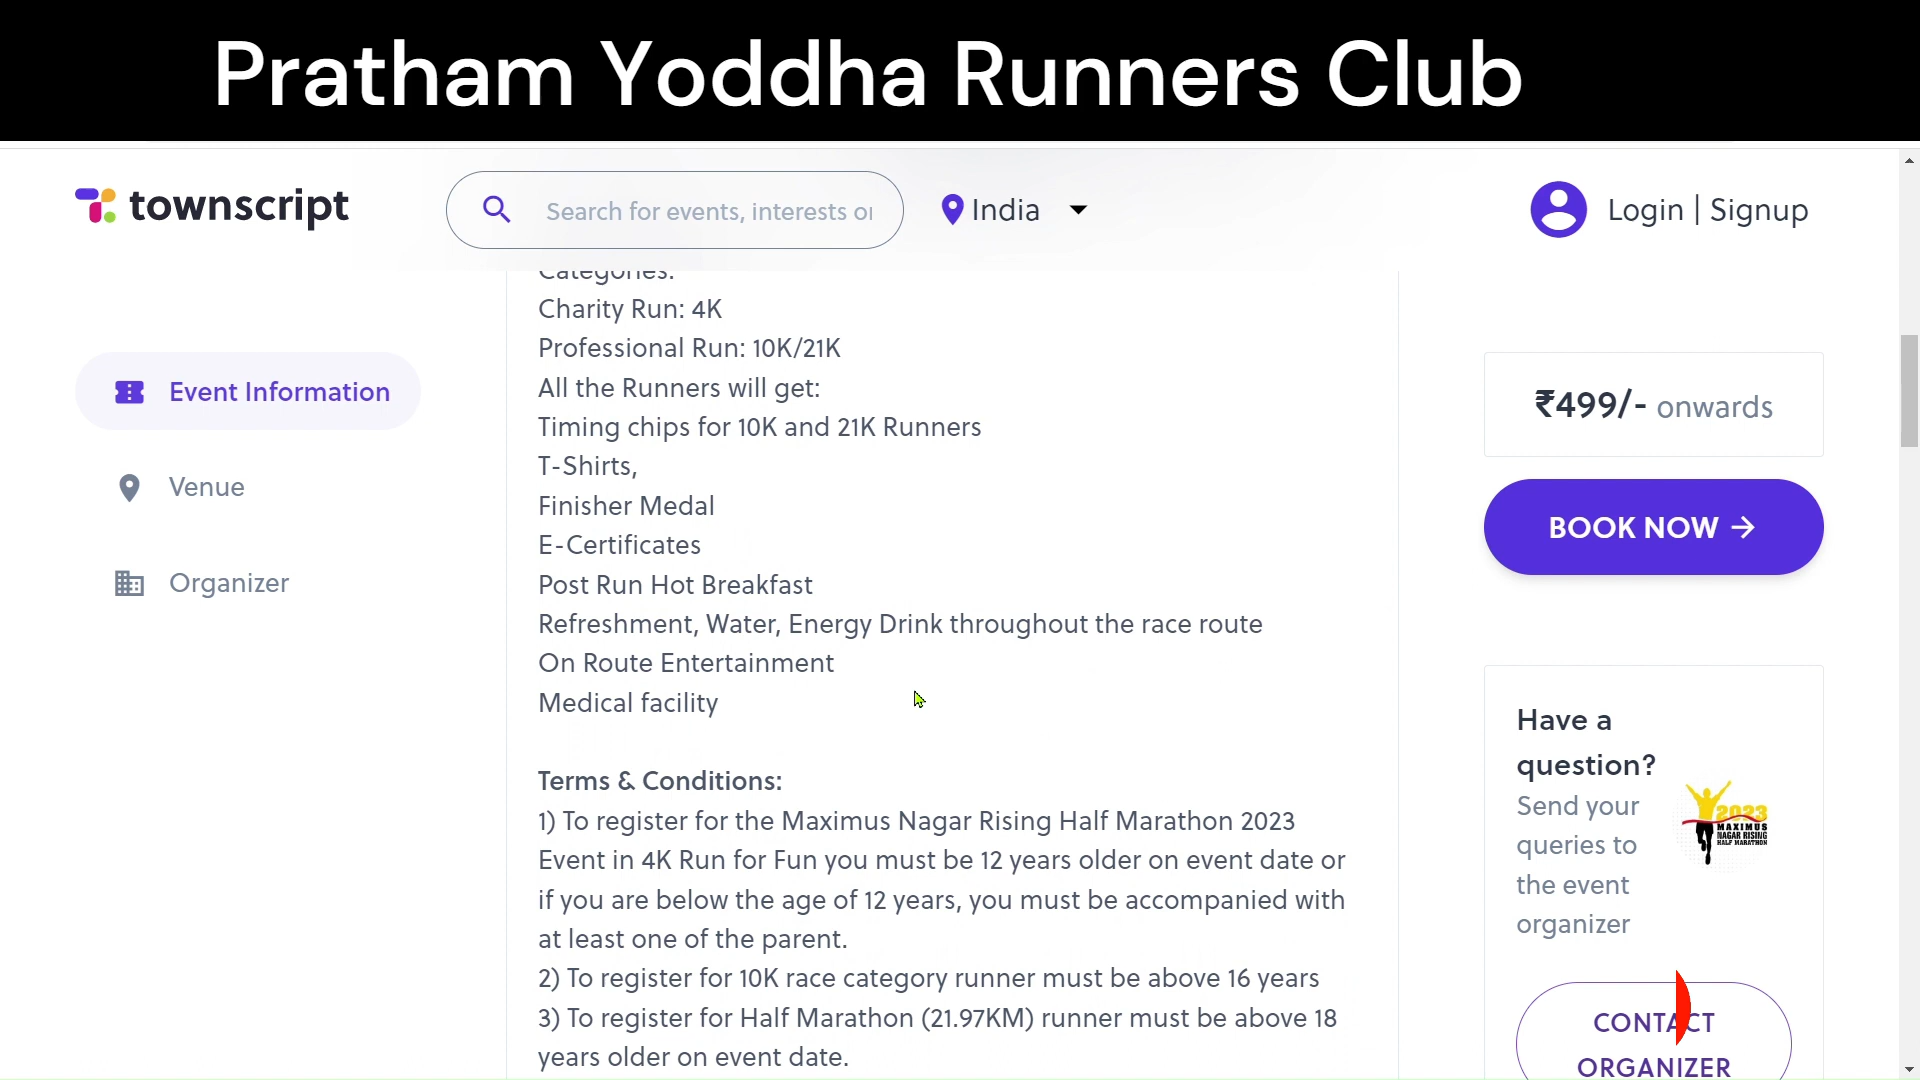 Pratham Yoddha Runners Club
townscript
Search for events, interests or
India
Login | Signup
Categories:
Charity Run: 4K
Professional Run: 10K/21K
All the Runners will get:
Timing chips for 10K and 21K Runners
T-Shirts,
Finisher Medal
E-Certificates
Post Run Hot Breakfast
Refreshment, Water, Energy Drink throughout the race route
On Route Entertainment
Medical facility
Terms & Conditions:
1) To register for the Maximus Nagar Rising Half Marathon 2023
Event in 4K Run for Fun you must be 12 years older on event date or
if you are below the age of 12 years, you must be accompanied with
at least one of the parent.
2) To register for 10K race category runner must be above 16 years
3) To register for Half Marathon (21.97KM) runner must be above 18
years older on event date.
Event Information
Venue
Organizer
₹499/- onwards
BOOK NOW →
Have a
question?
Send your
queries to
the event
organizer
2023
MAXIMUS
NAGAR RISING
HALF MARATHON
CONTACT
ORGANIZER